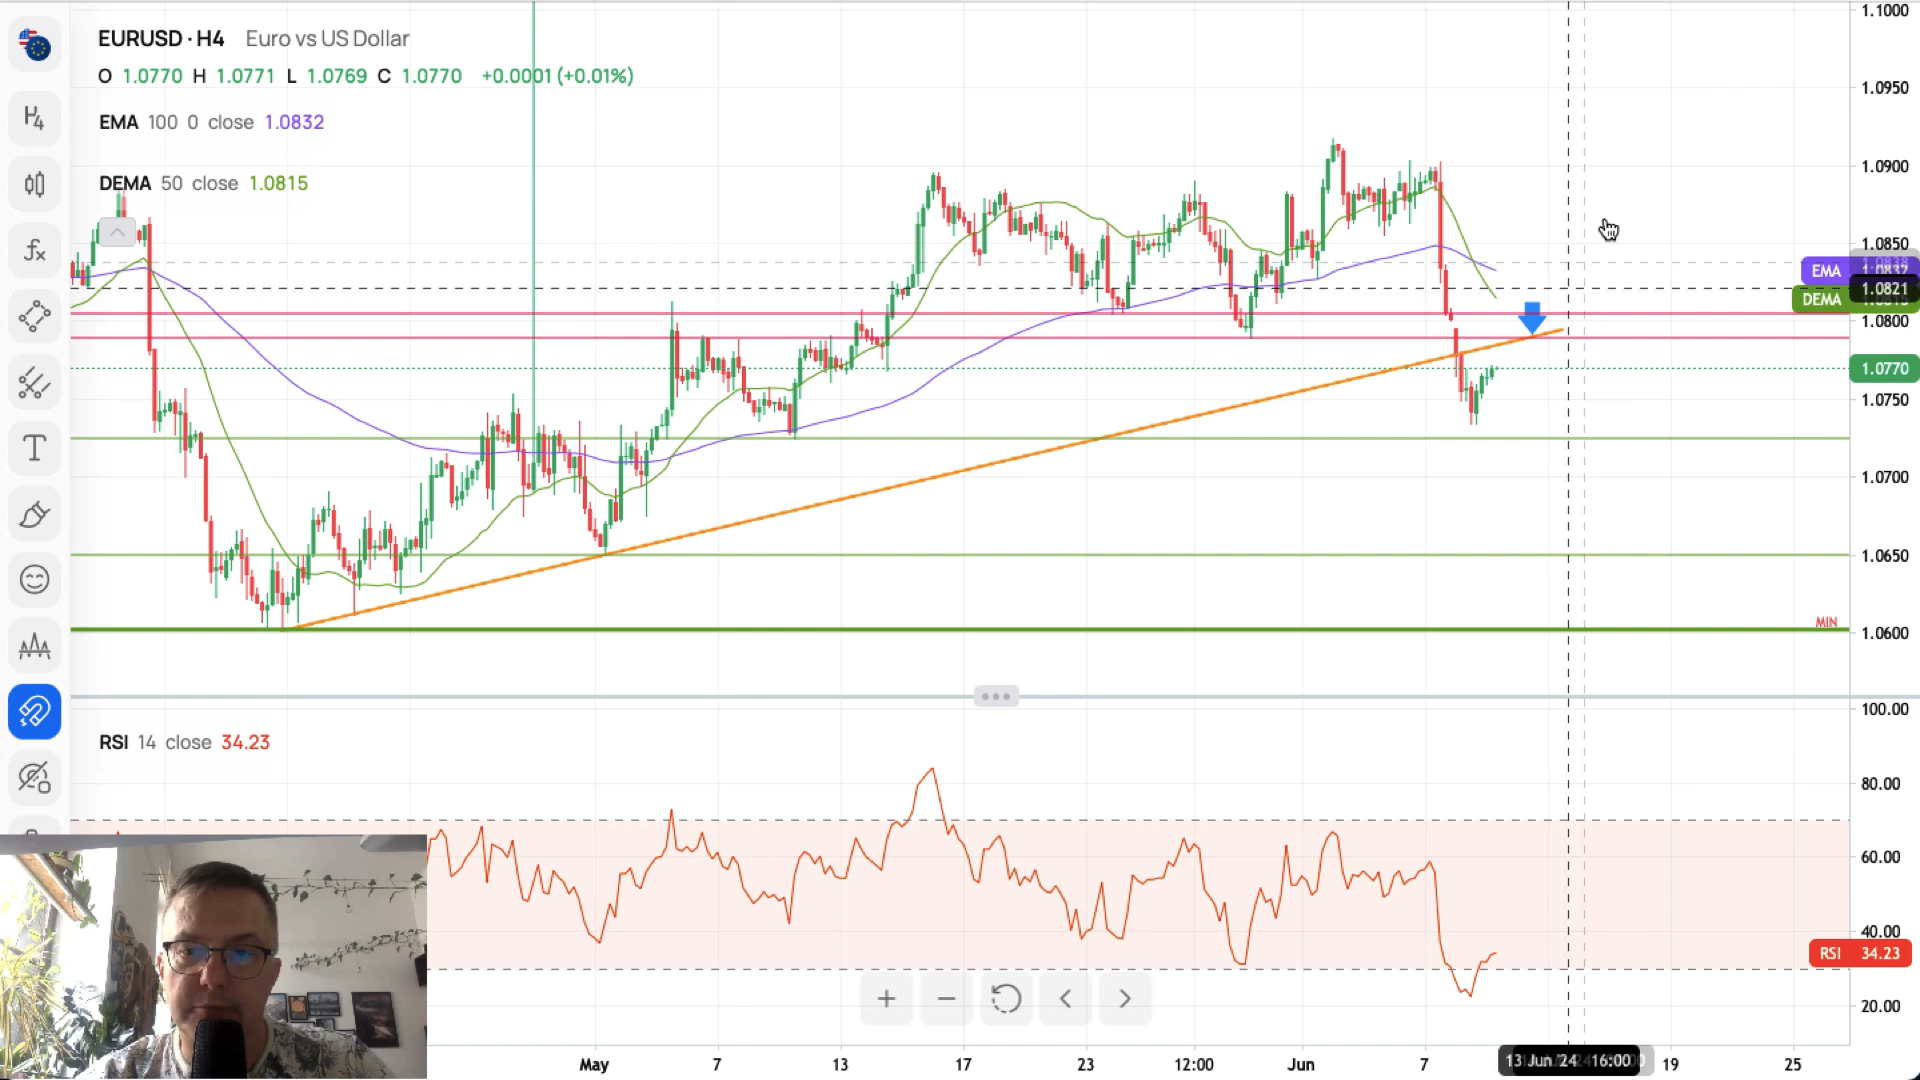 1.1000
EURUSD · H4 Euro vs US Dollar
O 1.0770 H 1.0771 L 1.0769 C 1.0770 +0.0001 (+0.01%)
1.0950
EMA 100 0 close 1.0832
DEMA 50 close 1.0815
1.0900
1.0850
EMA
1.0821
DEMA
1.0800
1.0770
1.0750
1.0700
1.0650
MIN
1.0600
100.00
RSI 14 close 34.23
80.00
60.00
40.00
RSI 34.23
20.00
May 7 13 17 23 12:00 Jun 7 13 Jun 24 16:00 19 25
H4
fx
T